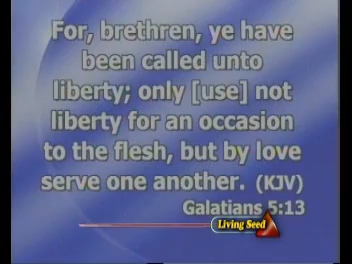 For, brethren, ye have
been called unto
liberty; only [use] not
liberty for an occasion
to the flesh, but by love
serve one another. (KJV)
Galatians 5:13
Living Seed